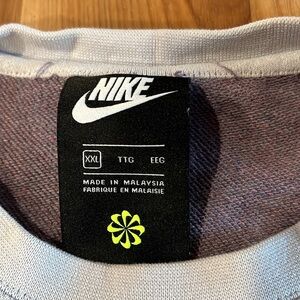 NIKE
XXL TTG EEG
MADE IN MALAYSIA
FABRIQUE EN MALAISIE